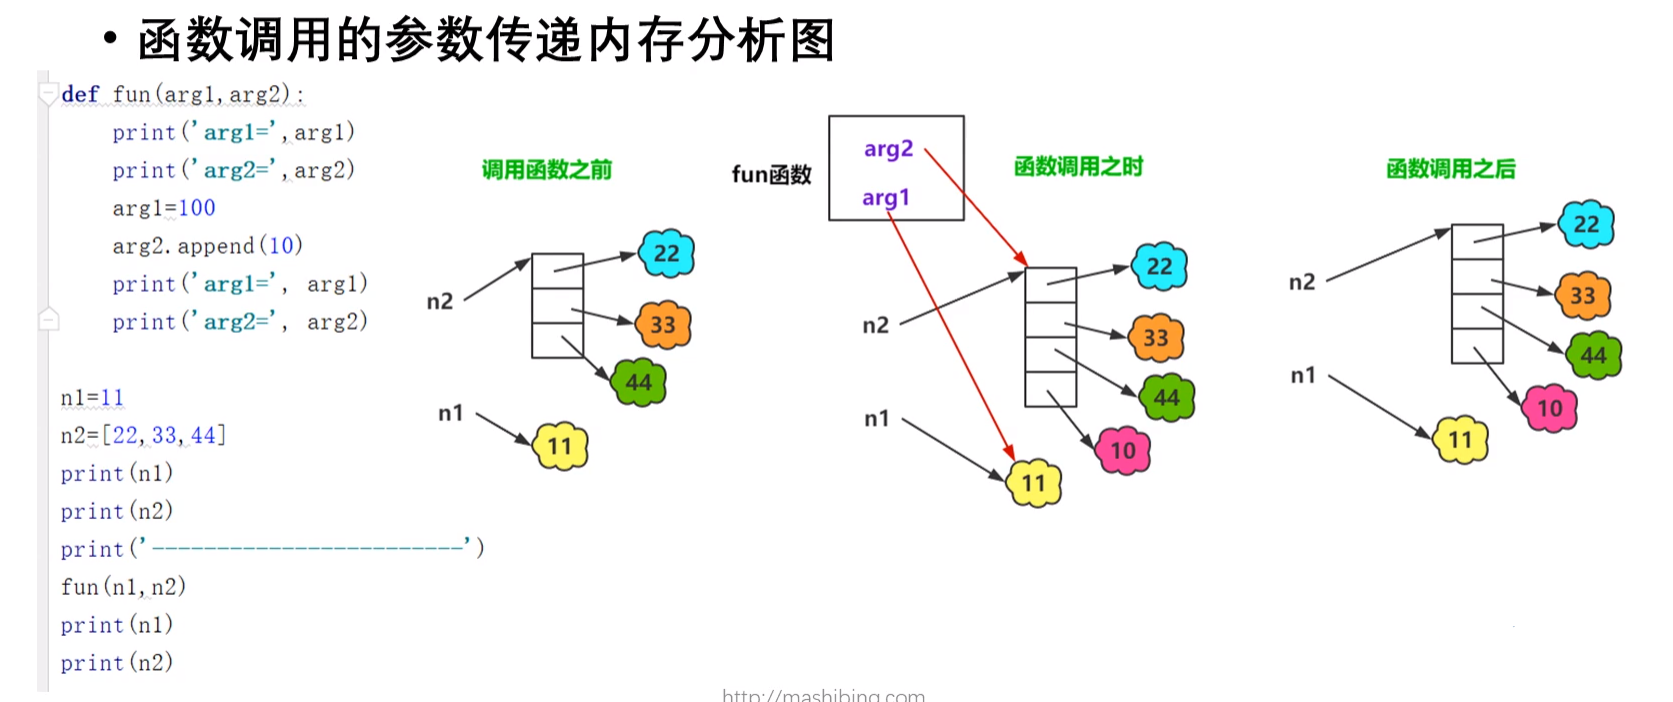 • 函数调用的参数传递内存分析图
def fun(arg1,arg2):
print('arg1=',arg1)
print('arg2=',arg2)
arg1=100
arg2.append(10)
print('arg1=', arg1)
print('arg2=', arg2)
n1=11
n2=[22,33,44]
print(n1)
print(n2)
print('------------------------')
fun(n1,n2)
print(n1)
print(n2)
调用函数之前
n2
22
33
44
n1
11
fun函数
arg2
arg1
函数调用之时
n2
22
33
44
10
n1
11
函数调用之后
n2
22
33
44
10
n1
11
http://mashibing.com